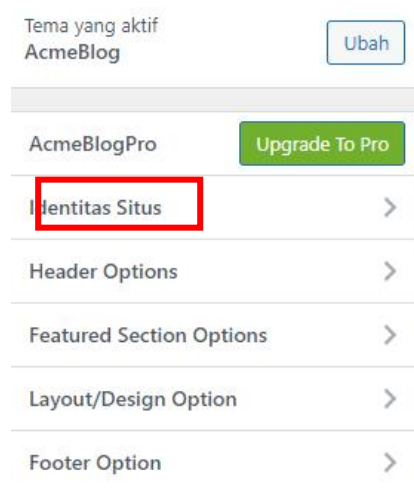 Tema yang aktif
AcmeBlog
Ubah
AcmeBlogPro
Upgrade To Pro
Identitas Situs
Header Options
Featured Section Options
Layout/Design Option
Footer Option